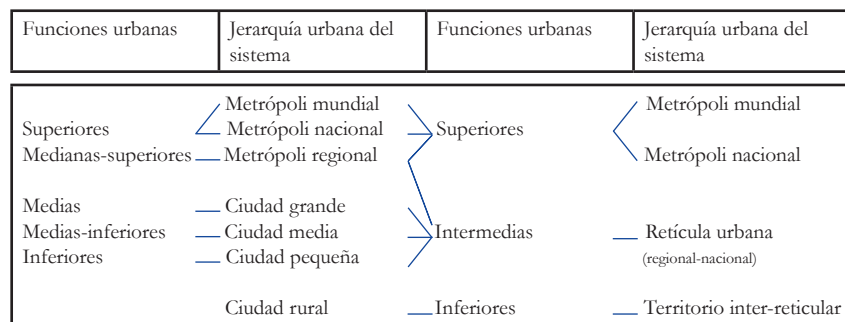 Funciones urbanas Jerarquía urbana del sistema Funciones urbanas Jerarquía urbana del sistema
Metrópoli mundial Metrópoli mundial
Superiores Metrópoli nacional Superiores
Medianas-superiores Metrópoli regional Metrópoli nacional
Medias Ciudad grande
Medias-inferiores Ciudad media Intermedias Retícula urbana
Inferiores Ciudad pequeña (regional-nacional)
Ciudad rural Inferiores Territorio inter-reticular